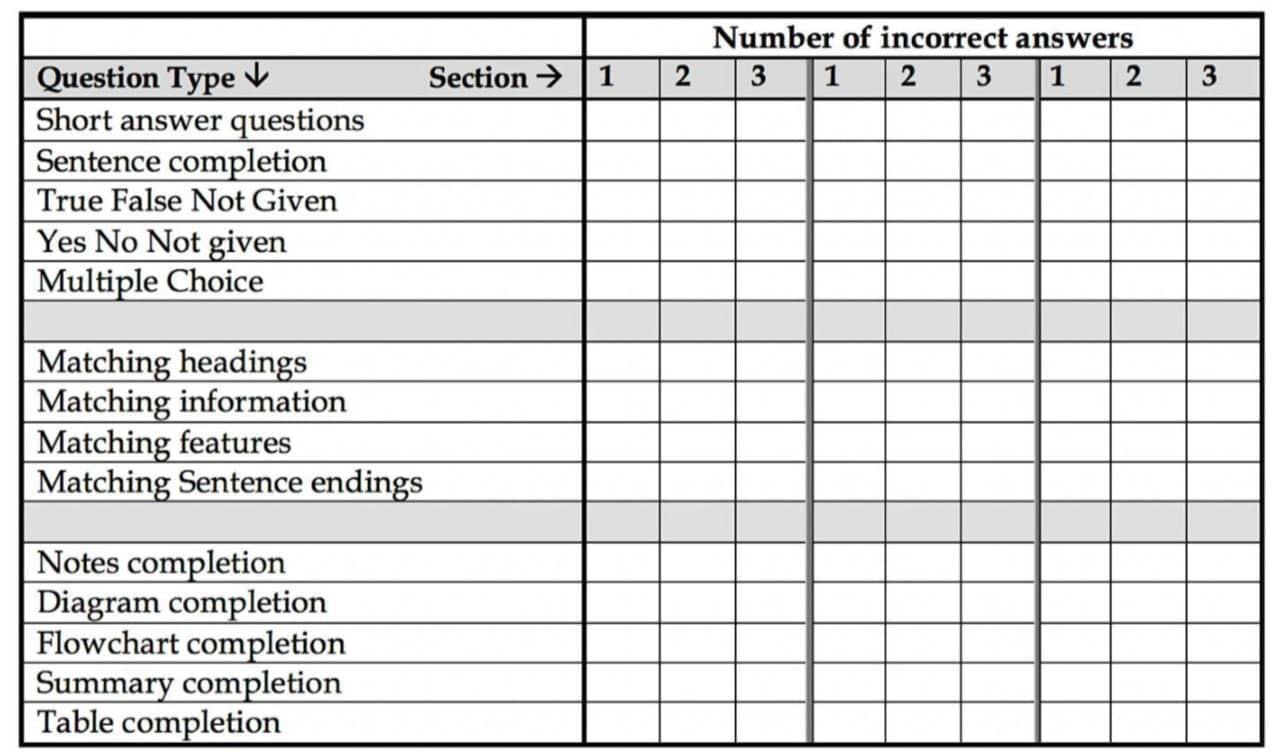 Number of incorrect answers
Question Type ↓ Section → 1 2 3 1 2 3 1 2 3
Short answer questions
Sentence completion
True False Not Given
Yes No Not given
Multiple Choice
Matching headings
Matching information
Matching features
Matching Sentence endings
Notes completion
Diagram completion
Flowchart completion
Summary completion
Table completion